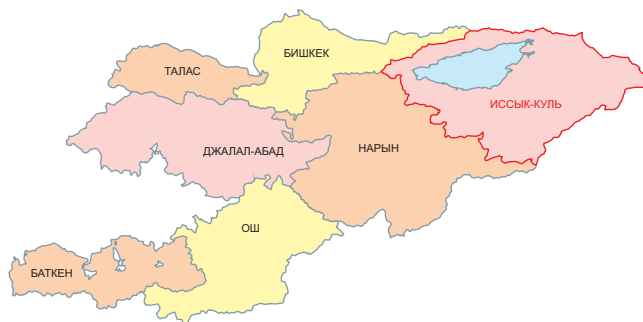 БИШКЕК
ТАЛАС
ИССЫК-КУЛЬ
ДЖАЛАЛ-АБАД
НАРЫН
ОШ
БАТКЕН